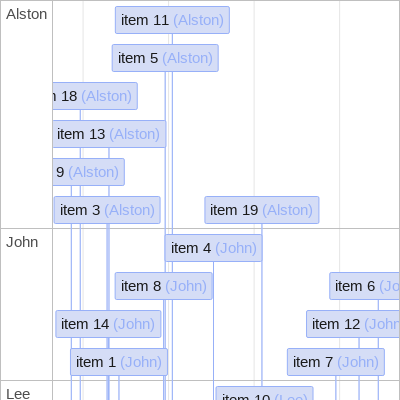 Alston
item 11 (Alston)
item 5 (Alston)
18 (Alston)
item 13 (Alston)
9 (Alston)
item 3 (Alston)
item 19 (Alston)
John
item 4 (John)
item 8 (John)
item 6 (Jo
item 14 (John)
item 12 (John
item 1 (John)
item 7 (John)
Lee
item 10 (Lee)